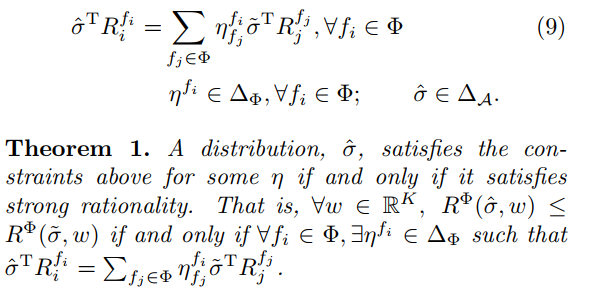 σ̂ᵀR_i^{f_i} = ∑_{f_j∈Φ} η_{f_j}^{f_i} σ̃ᵀR_j^{f_j}, ∀f_i ∈ Φ (9)
η^{f_i} ∈ Δ_Φ, ∀f_i ∈ Φ; σ̂ ∈ Δ_𝒜.
Theorem 1. A distribution, σ̂, satisfies the con-
straints above for some η if and only if it satisfies
strong rationality. That is, ∀w ∈ ℝ^K, R^Φ(σ̂, w) ≤
R^Φ(σ̃, w) if and only if ∀f_i ∈ Φ, ∃η^{f_i} ∈ Δ_Φ such that
σ̂ᵀR_i^{f_i} = ∑_{f_j∈Φ} η_{f_j}^{f_i} σ̃ᵀR_j^{f_j}.